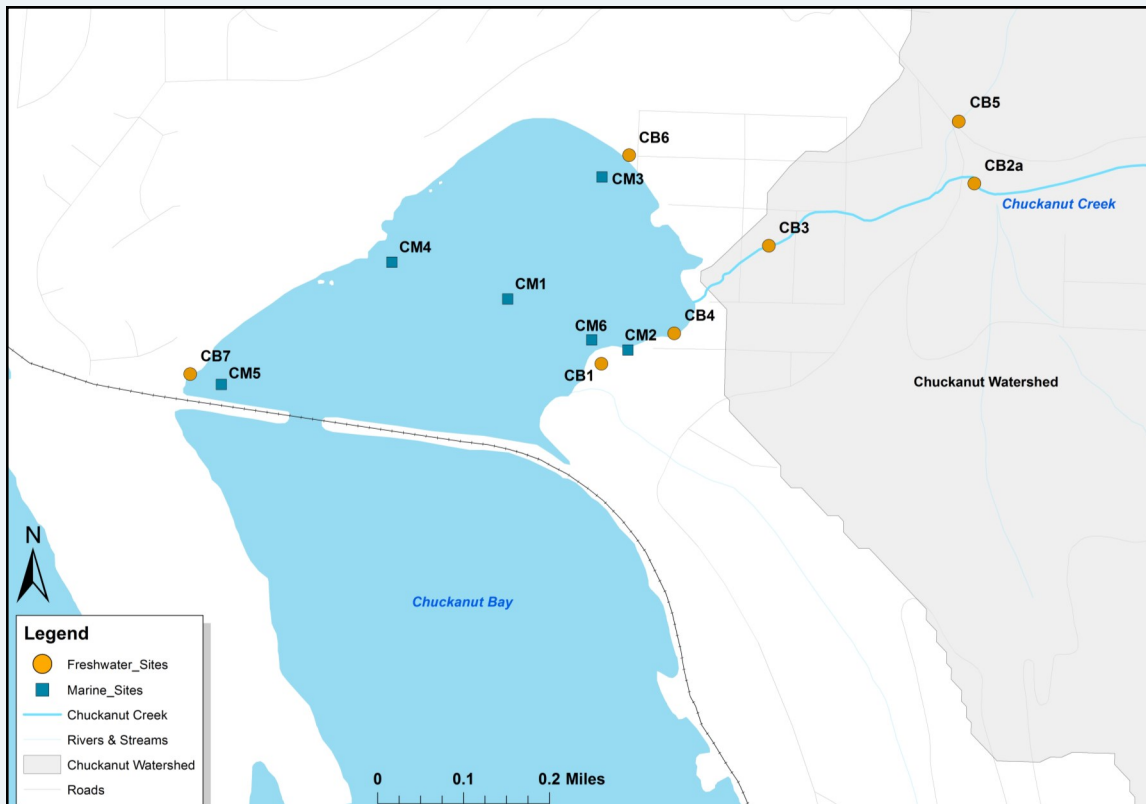 CB5
CB6
CB2a
CM3
Chuckanut Creek
CB3
CM4
CM1
CB4
CM6
CM2
CB7
CB1
CM5
Chuckanut Watershed
N
Chuckanut Bay
Legend
Freshwater_Sites
Marine_Sites
Chuckanut Creek
Rivers & Streams
Chuckanut Watershed
Roads
0 0.1 0.2 Miles